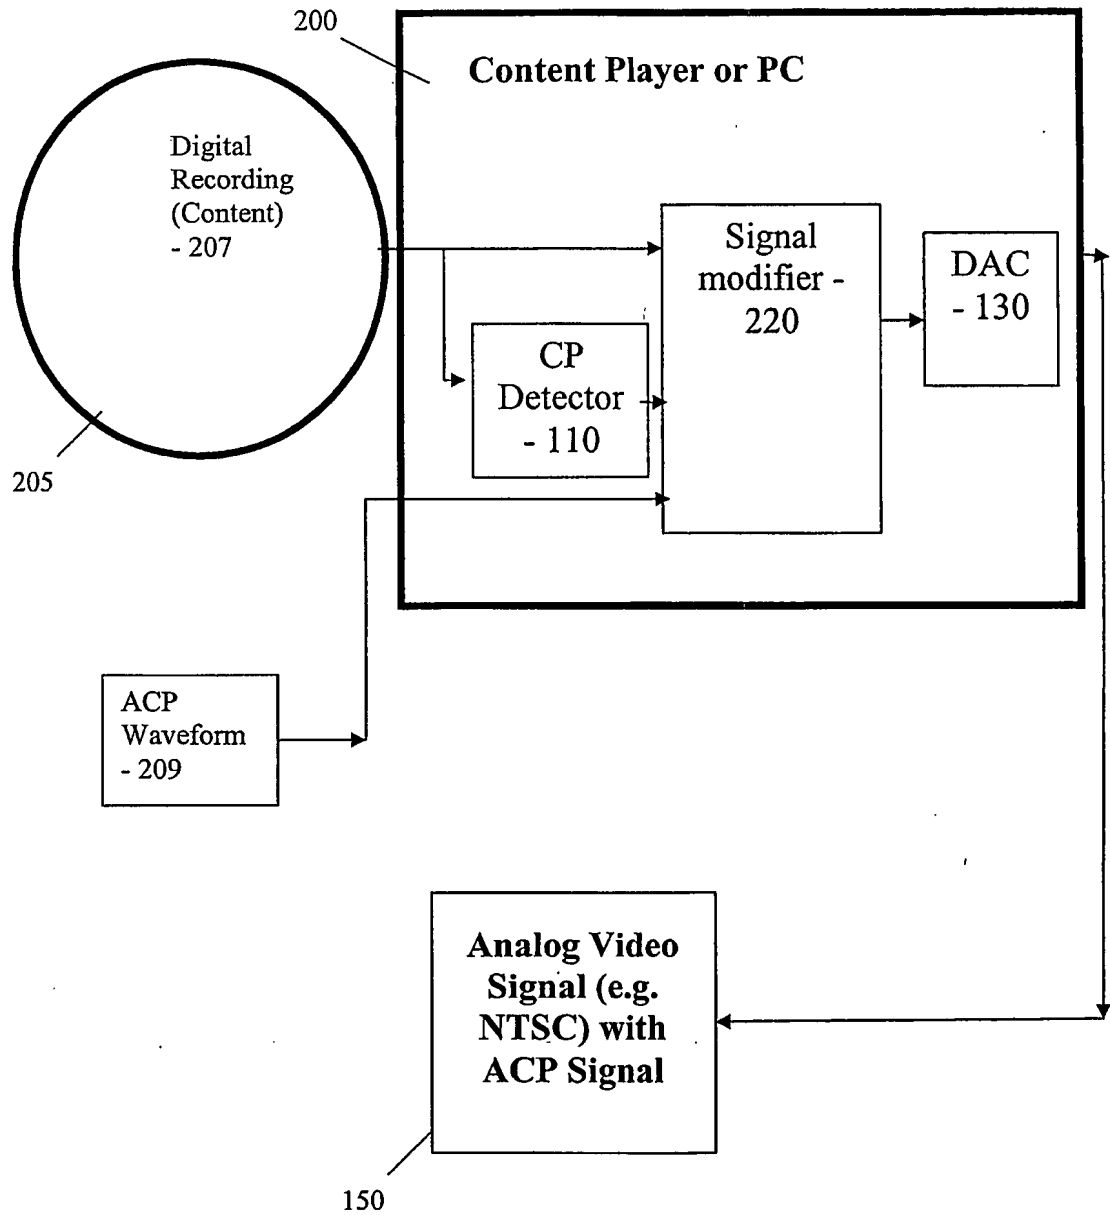 200
Content Player or PC
Digital
Recording
(Content)
- 207
Signal
modifier -
220
DAC
- 130
CP
Detector
- 110
205
ACP
Waveform
- 209
Analog Video
Signal (e.g.
NTSC) with
ACP Signal
150